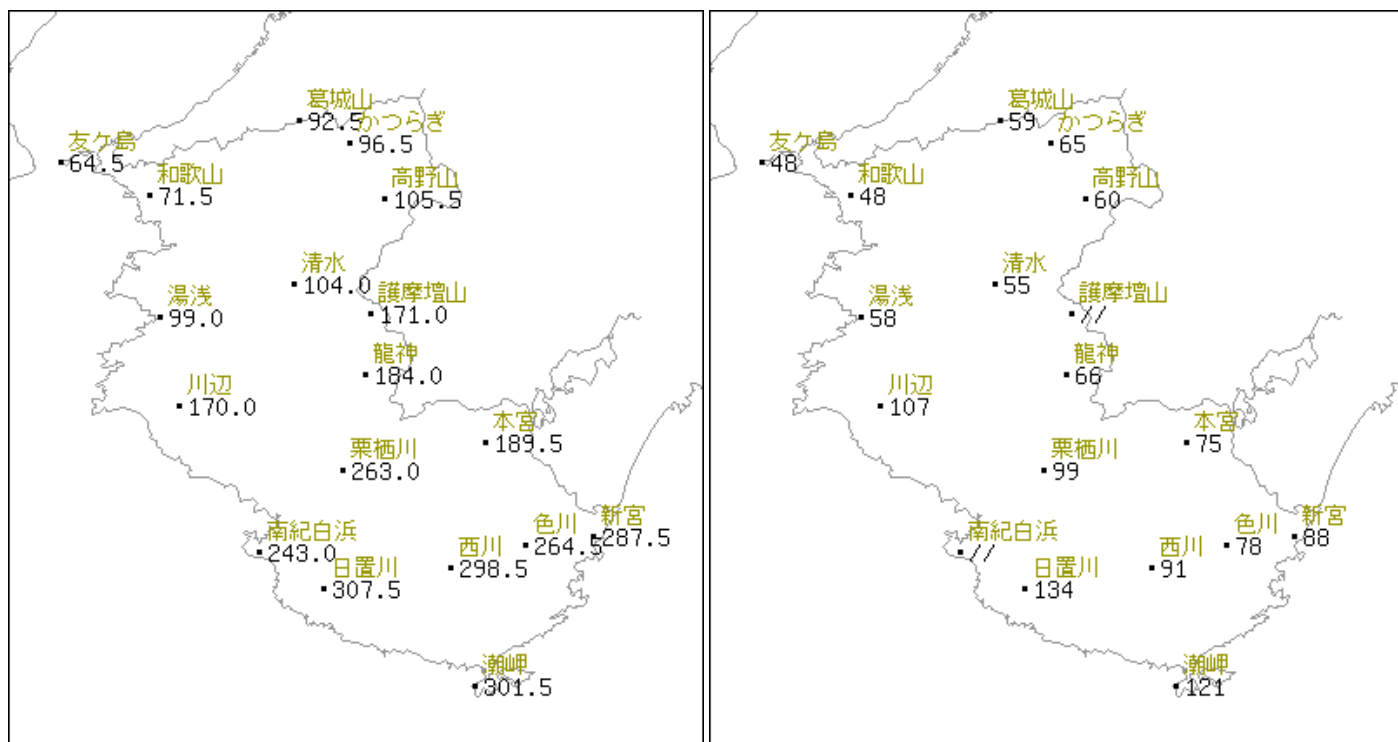 葛城山
92.5
かつらぎ
96.5
友ケ島
64.5
和歌山
71.5
高野山
105.5
清水
104.0
護摩壇山
171.0
湯浅
99.0
龍神
184.0
川辺
170.0
本宮
189.5
栗栖川
263.0
新宮
287.5
色川
264.5
南紀白浜
243.0
西川
298.5
日置川
307.5
潮岬
301.5
葛城山
59
かつらぎ
65
友ケ島
48
和歌山
48
高野山
60
清水
55
護摩壇山
//
湯浅
58
龍神
66
川辺
107
本宮
75
栗栖川
99
新宮
88
色川
78
南紀白浜
//
西川
91
日置川
134
潮岬
121